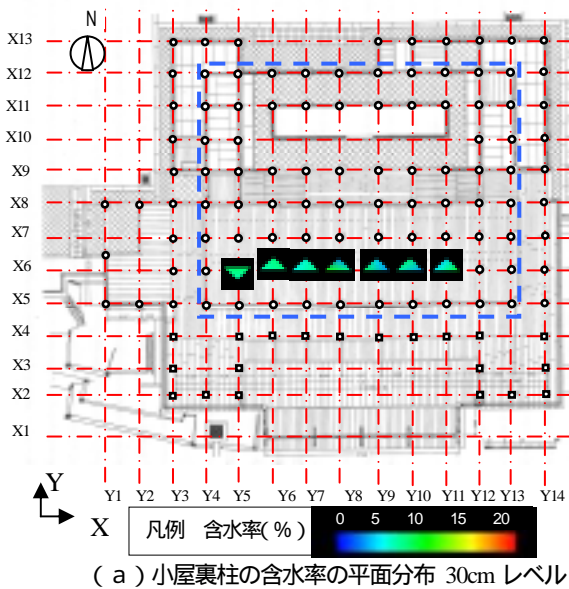 N
X13
X12
X11
X10
X9
X8
X7
X6
X5
X4
X3
X2
X1
Y
X
Y1 Y2 Y3 Y4 Y5 Y6 Y7 Y8 Y9 Y10 Y11 Y12 Y13 Y14
凡例 含水率(%)
0 5 10 15 20
(a)小屋裏柱の含水率の平面分布 30cm レベル